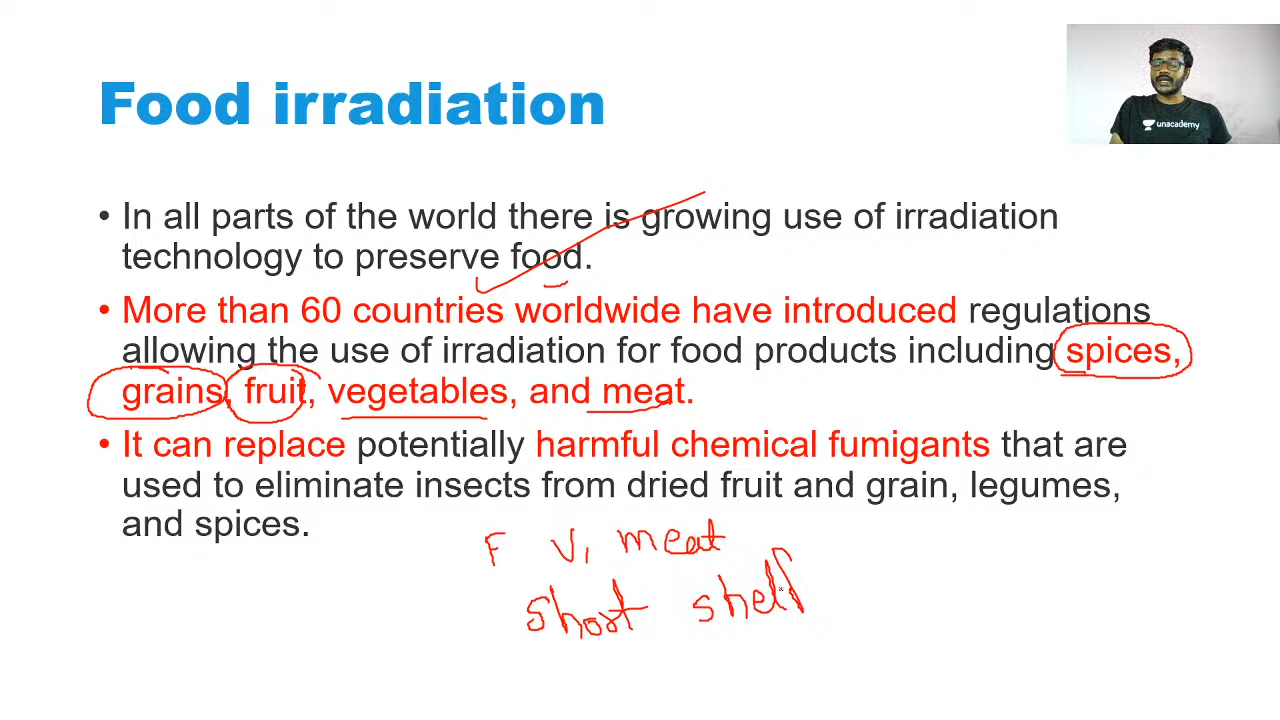 Food irradiation
unacademy
• In all parts of the world there is growing use of irradiation
technology to preserve food.
• More than 60 countries worldwide have introduced regulations
allowing the use of irradiation for food products including spices,
grains, fruit, vegetables, and meat.
• It can replace potentially harmful chemical fumigants that are
used to eliminate insects from dried fruit and grain, legumes,
and spices.
F V, meat
short shelf